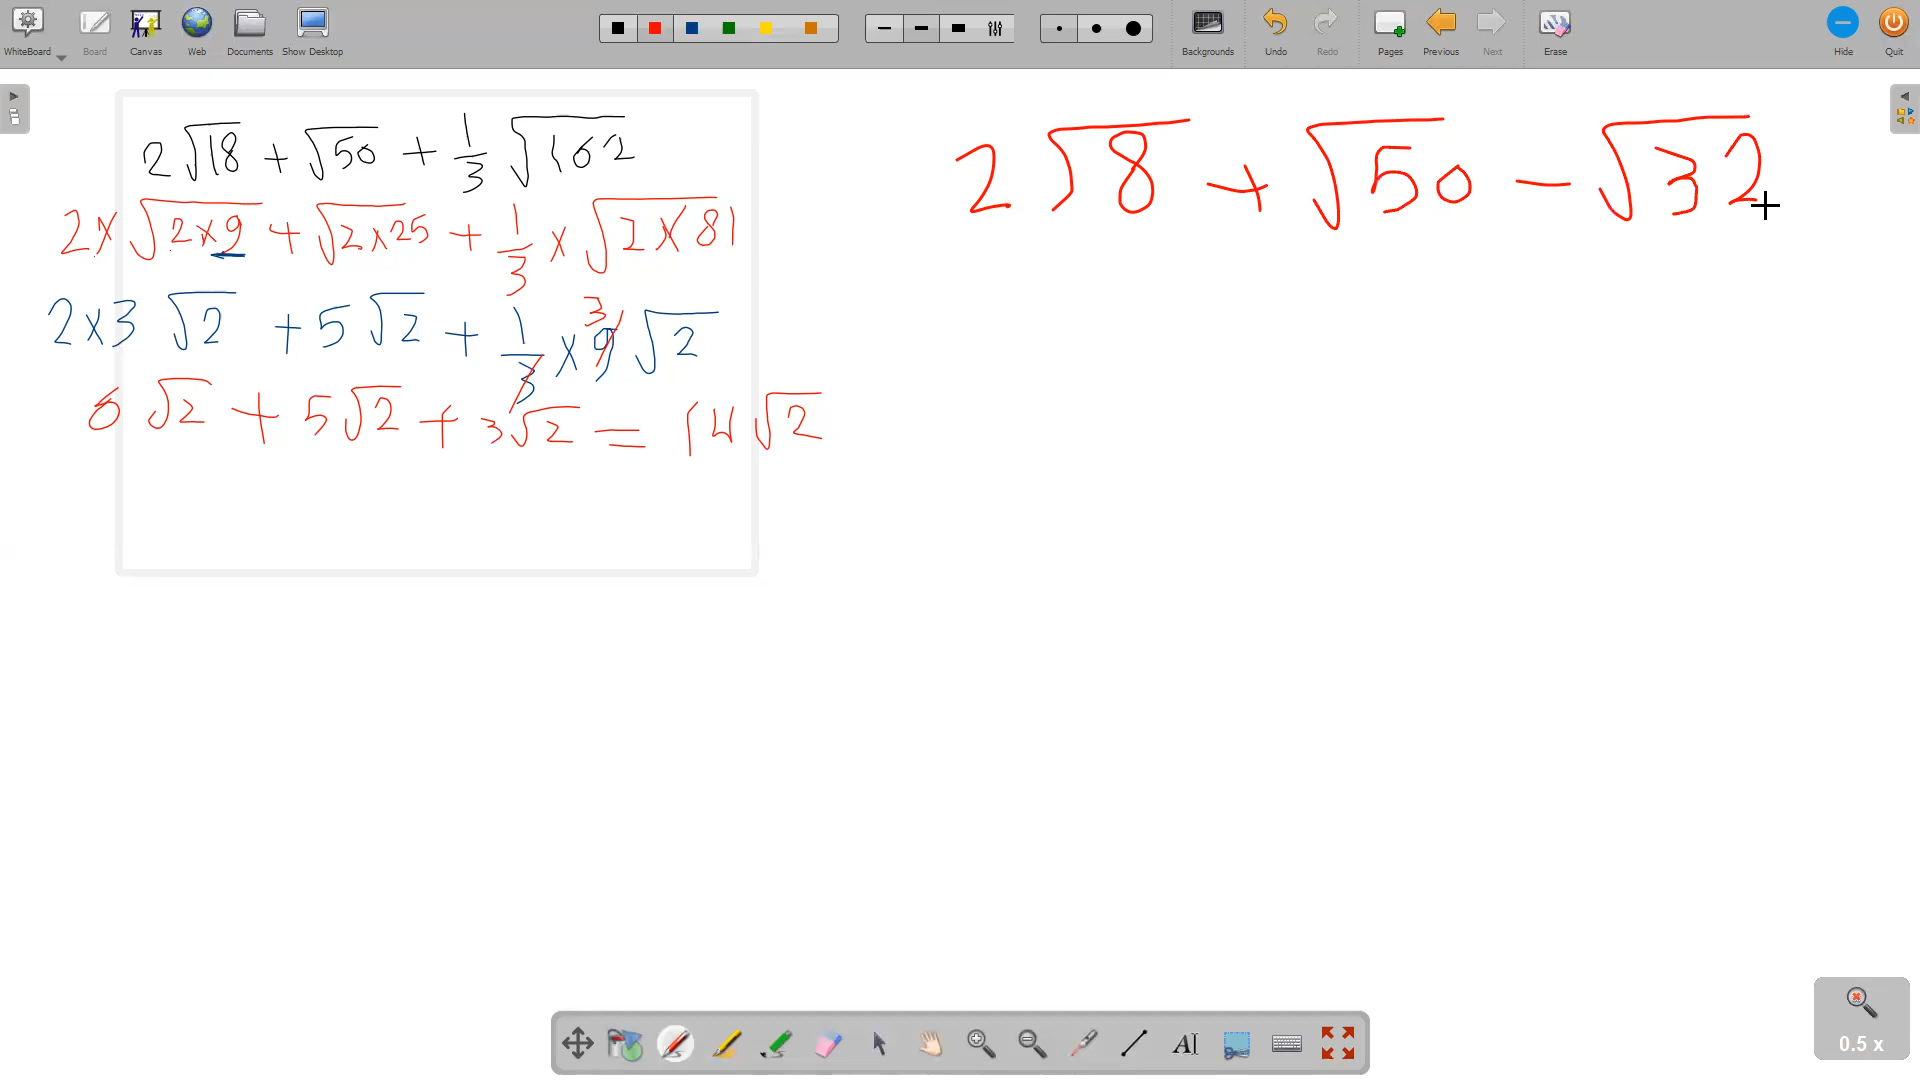 WhiteBoard Board Canvas Web Documents Show Desktop Backgrounds Undo Redo Pages Previous Next Erase Hide Quit
2√18 + √50 + 1/3 √162
2 × √2×9 + √2×25 + 1/3 × √2×81
2×3 √2 + 5√2 + 1/3 × 9 √2
3
6√2 + 5√2 + 3√2 = 14√2
2√8 + √50 − √32
AI
0.5 x